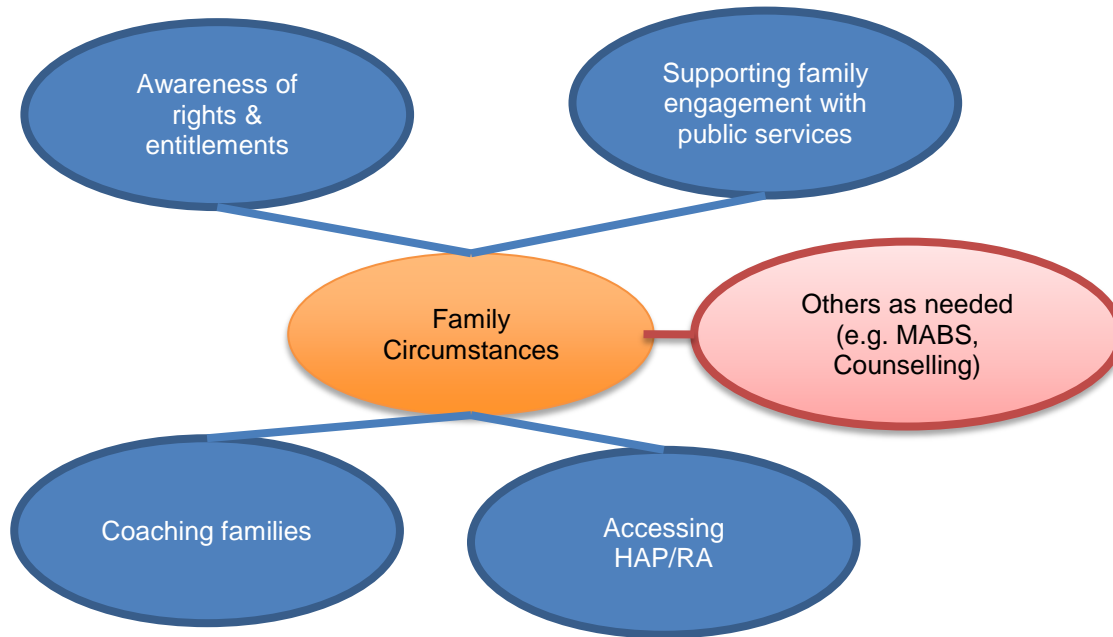 Awareness of
rights &
entitlements
Supporting family
engagement with
public services
Family
Circumstances
Others as needed
(e.g. MABS,
Counselling)
Coaching families
Accessing
HAP/RA